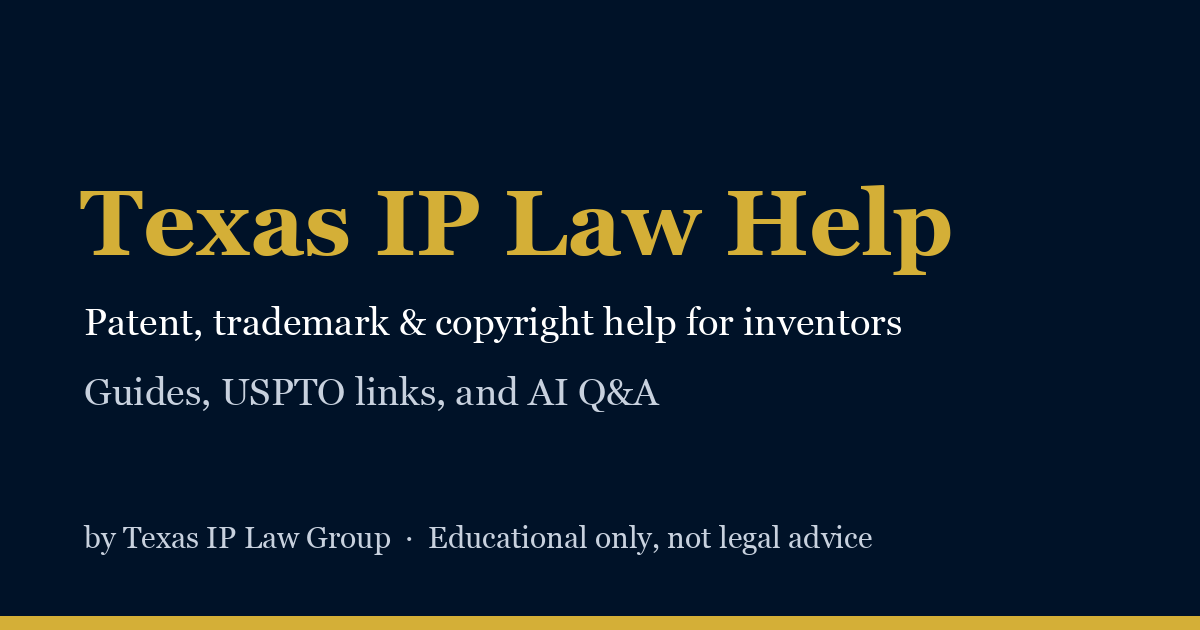 Texas IP Law Help
Patent, trademark & copyright help for inventors
Guides, USPTO links, and AI Q&A
by Texas IP Law Group · Educational only, not legal advice